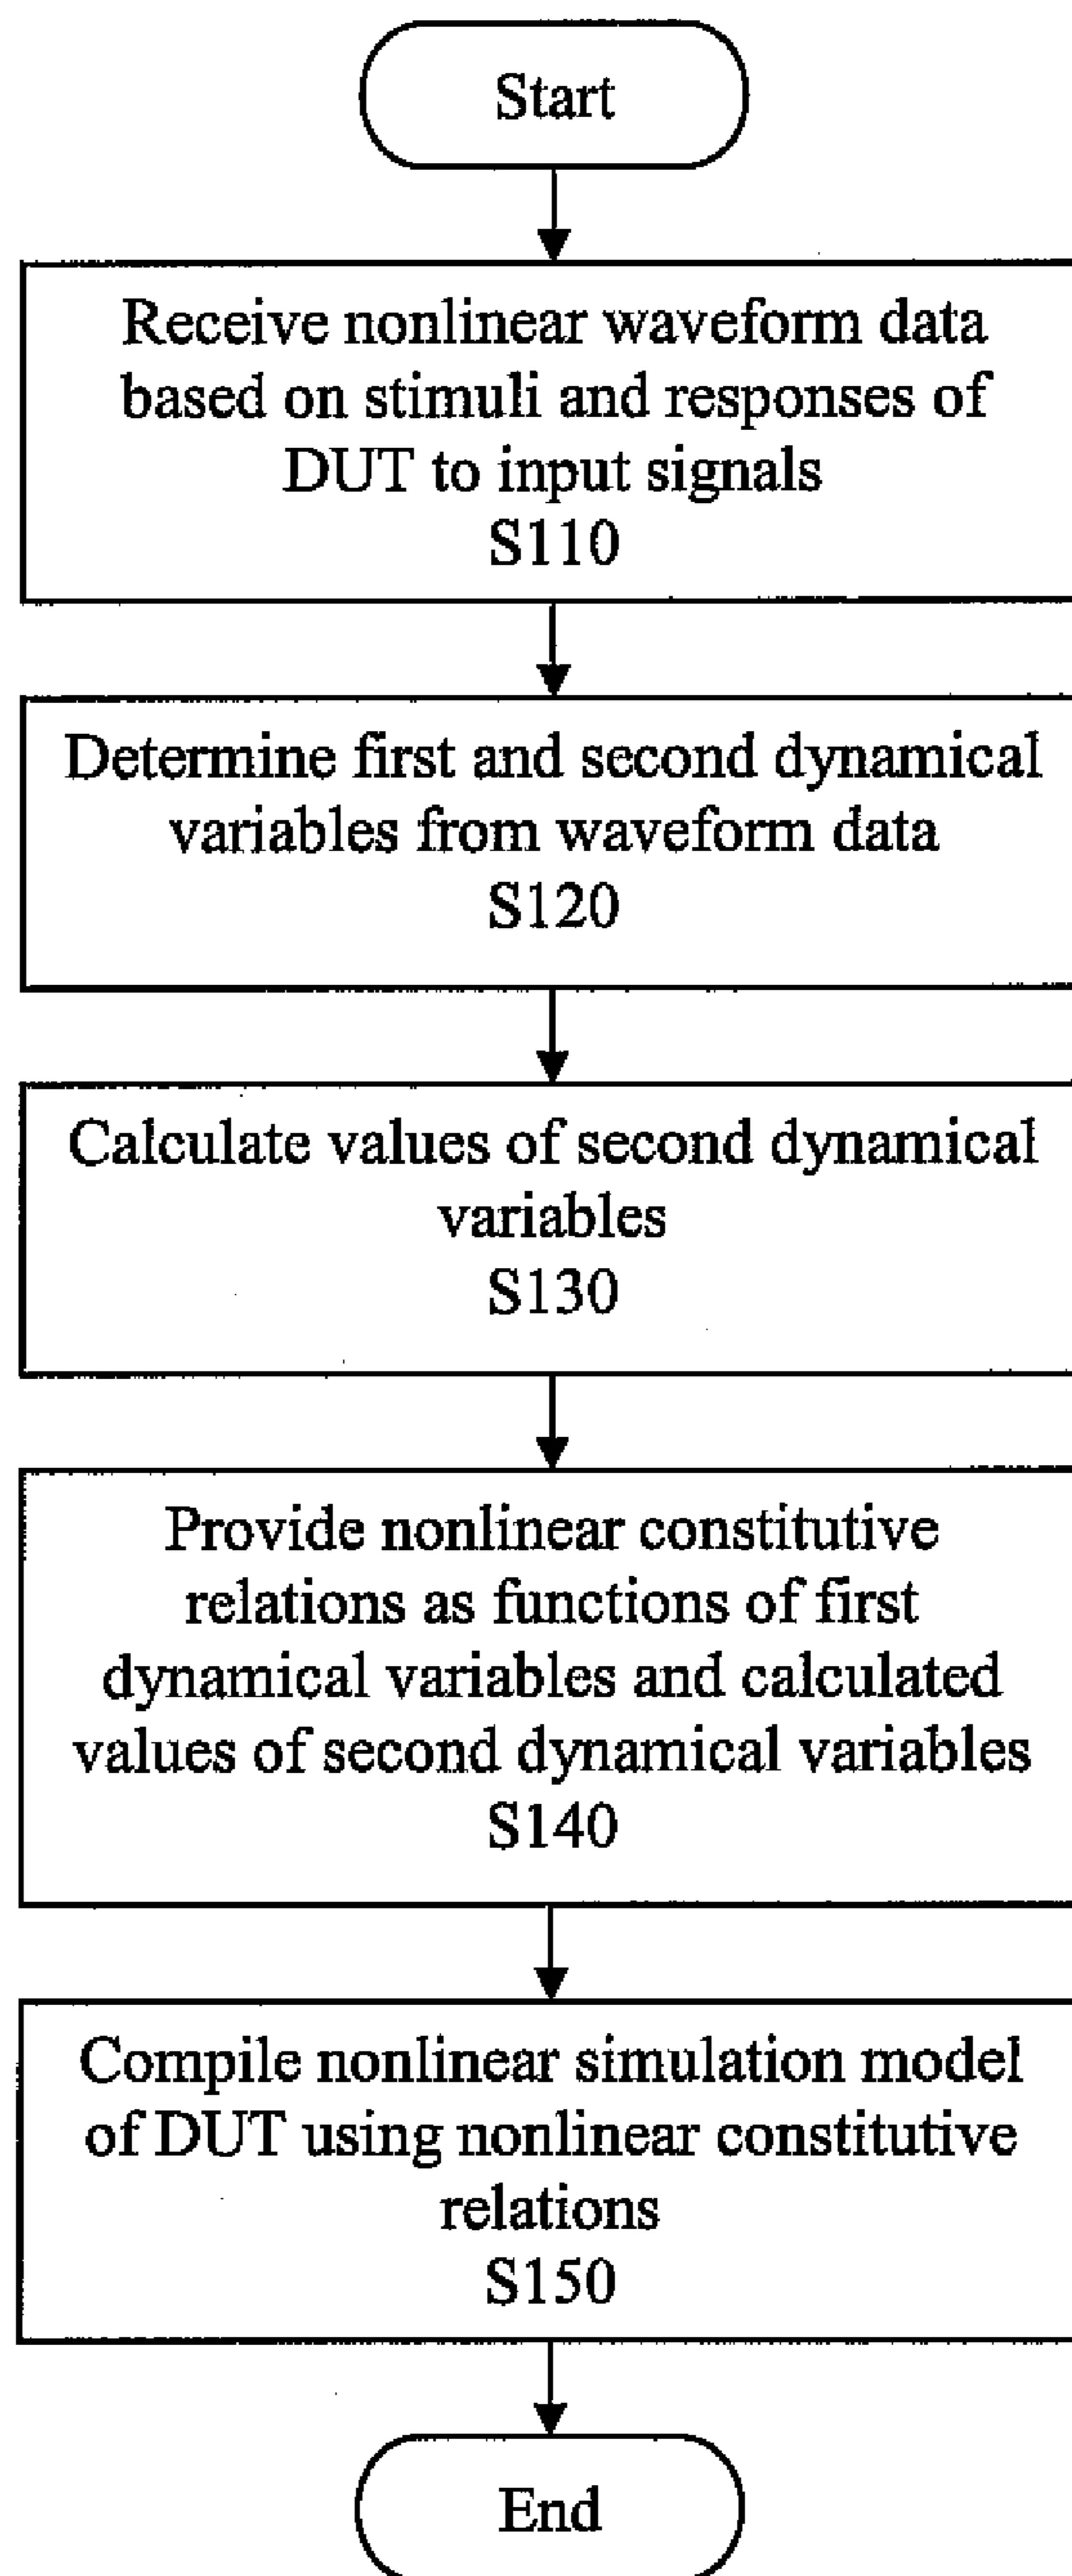 Start
Receive nonlinear waveform data
based on stimuli and responses of
DUT to input signals
S110
Determine first and second dynamical
variables from waveform data
S120
Calculate values of second dynamical
variables
S130
Provide nonlinear constitutive
relations as functions of first
dynamical variables and calculated
values of second dynamical variables
S140
Compile nonlinear simulation model
of DUT using nonlinear constitutive
relations
S150
End